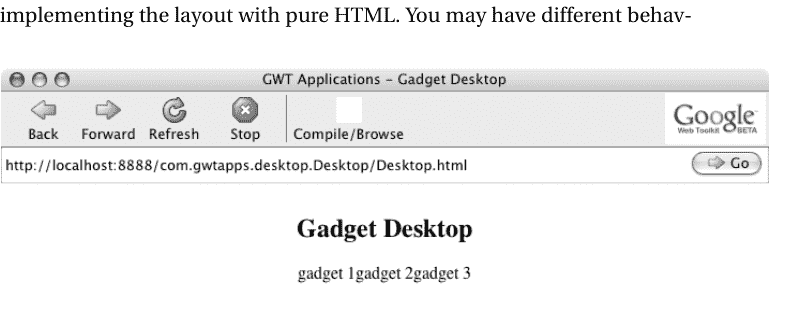 implementing the layout with pure HTML. You may have different behav-
GWT Applications – Gadget Desktop
Back Forward Refresh Stop Compile/Browse
Google
Web Toolkit BETA
http://localhost:8888/com.gwtapps.desktop.Desktop/Desktop.html Go
Gadget Desktop
gadget 1gadget 2gadget 3